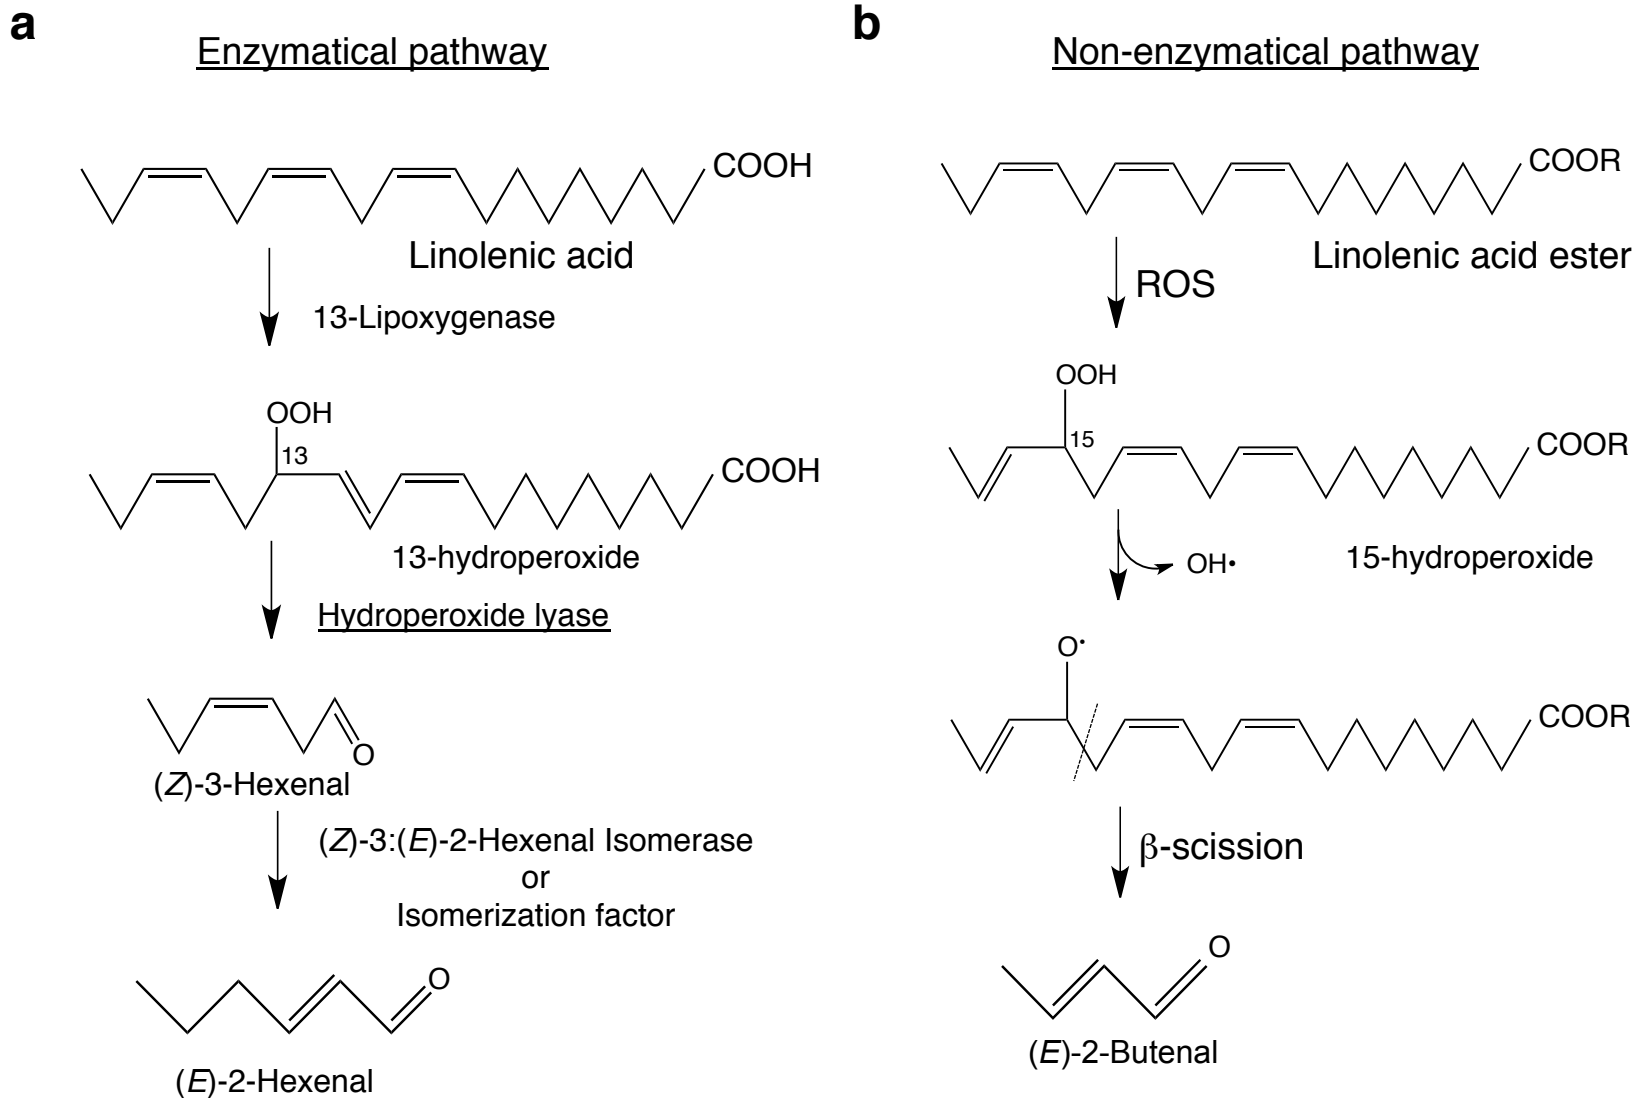 a
Enzymatical pathway
COOH
Linolenic acid
13-Lipoxygenase
OOH
13
COOH
13-hydroperoxide
Hydroperoxide lyase
O
(Z)-3-Hexenal
(Z)-3:(E)-2-Hexenal Isomerase
or
Isomerization factor
O
(E)-2-Hexenal
b
Non-enzymatical pathway
COOR
Linolenic acid ester
ROS
OOH
15
COOR
OH•
15-hydroperoxide
O•
COOR
β-scission
O
(E)-2-Butenal